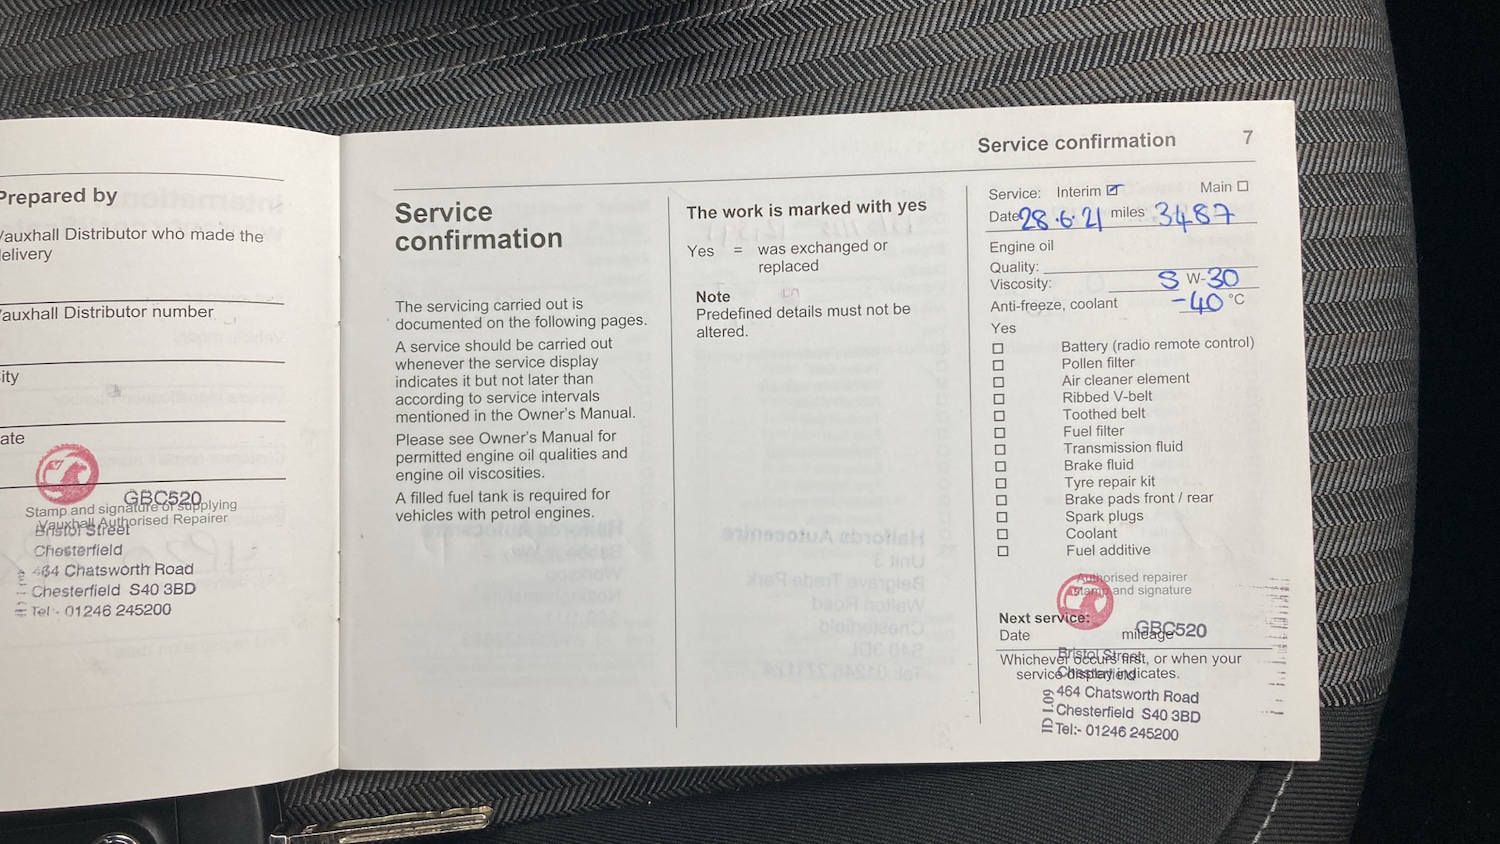 Prepared by
Vauxhall Distributor who made the
delivery
Vauxhall Distributor number
ity
ate
GBC520
Stamp and signature of supplying
Vauxhall Authorised Repairer
Bristol Street
Chesterfield
464 Chatsworth Road
Chesterfield S40 3BD
Tel:- 01246 245200
Service confirmation 7
Service
confirmation
The servicing carried out is
documented on the following pages.
A service should be carried out
whenever the service display
indicates it but not later than
according to service intervals
mentioned in the Owner's Manual.
Please see Owner's Manual for
permitted engine oil qualities and
engine oil viscosities.
A filled fuel tank is required for
vehicles with petrol engines.
The work is marked with yes
Yes = was exchanged or
replaced
Note
Predefined details must not be
altered.
Service: Interim Main
Date 28.6.21 miles 3487
Engine oil
Quality:
Viscosity: 5 W-30
Anti-freeze, coolant -40 °C
Yes
Battery (radio remote control)
Pollen filter
Air cleaner element
Ribbed V-belt
Toothed belt
Fuel filter
Transmission fluid
Brake fluid
Tyre repair kit
Brake pads front / rear
Spark plugs
Coolant
Fuel additive
Authorised repairer
stamp and signature
Next service:
GBC520
Date mileage
Bristol Street
Whichever occurs first, or when your
Chesterfield
service display indicates.
464 Chatsworth Road
Chesterfield S40 3BD
Tel:- 01246 245200
ID 1.09